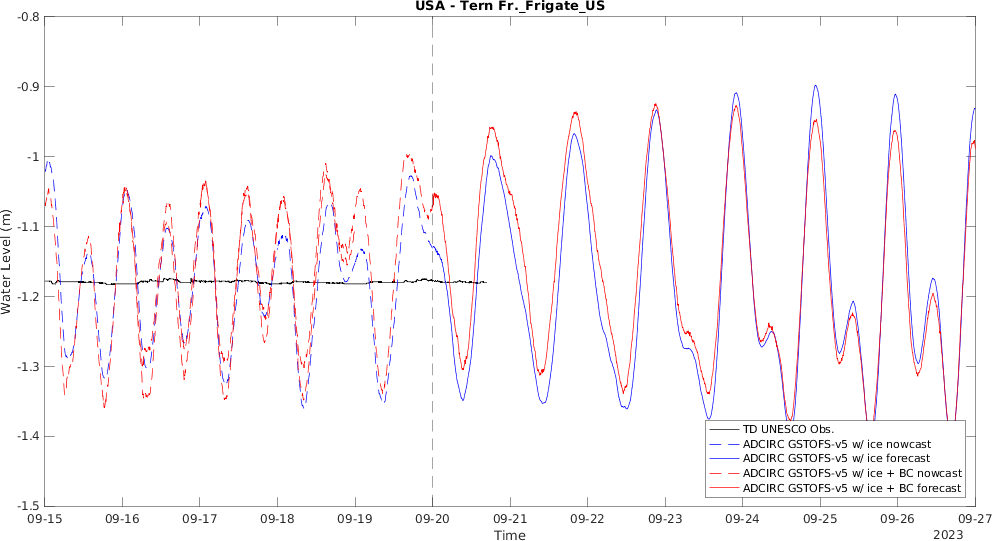 USA - Tern Fr._Frigate_US
-0.8
-0.9
-1
-1.1
-1.2
-1.3
-1.4
-1.5
Water Level (m)
TD UNESCO Obs.
ADCIRC GSTOFS-v5 w/ ice nowcast
ADCIRC GSTOFS-v5 w/ ice forecast
ADCIRC GSTOFS-v5 w/ ice + BC nowcast
ADCIRC GSTOFS-v5 w/ ice + BC forecast
09-15 09-16 09-17 09-18 09-19 09-20 09-21 09-22 09-23 09-24 09-25 09-26 09-27
Time
2023